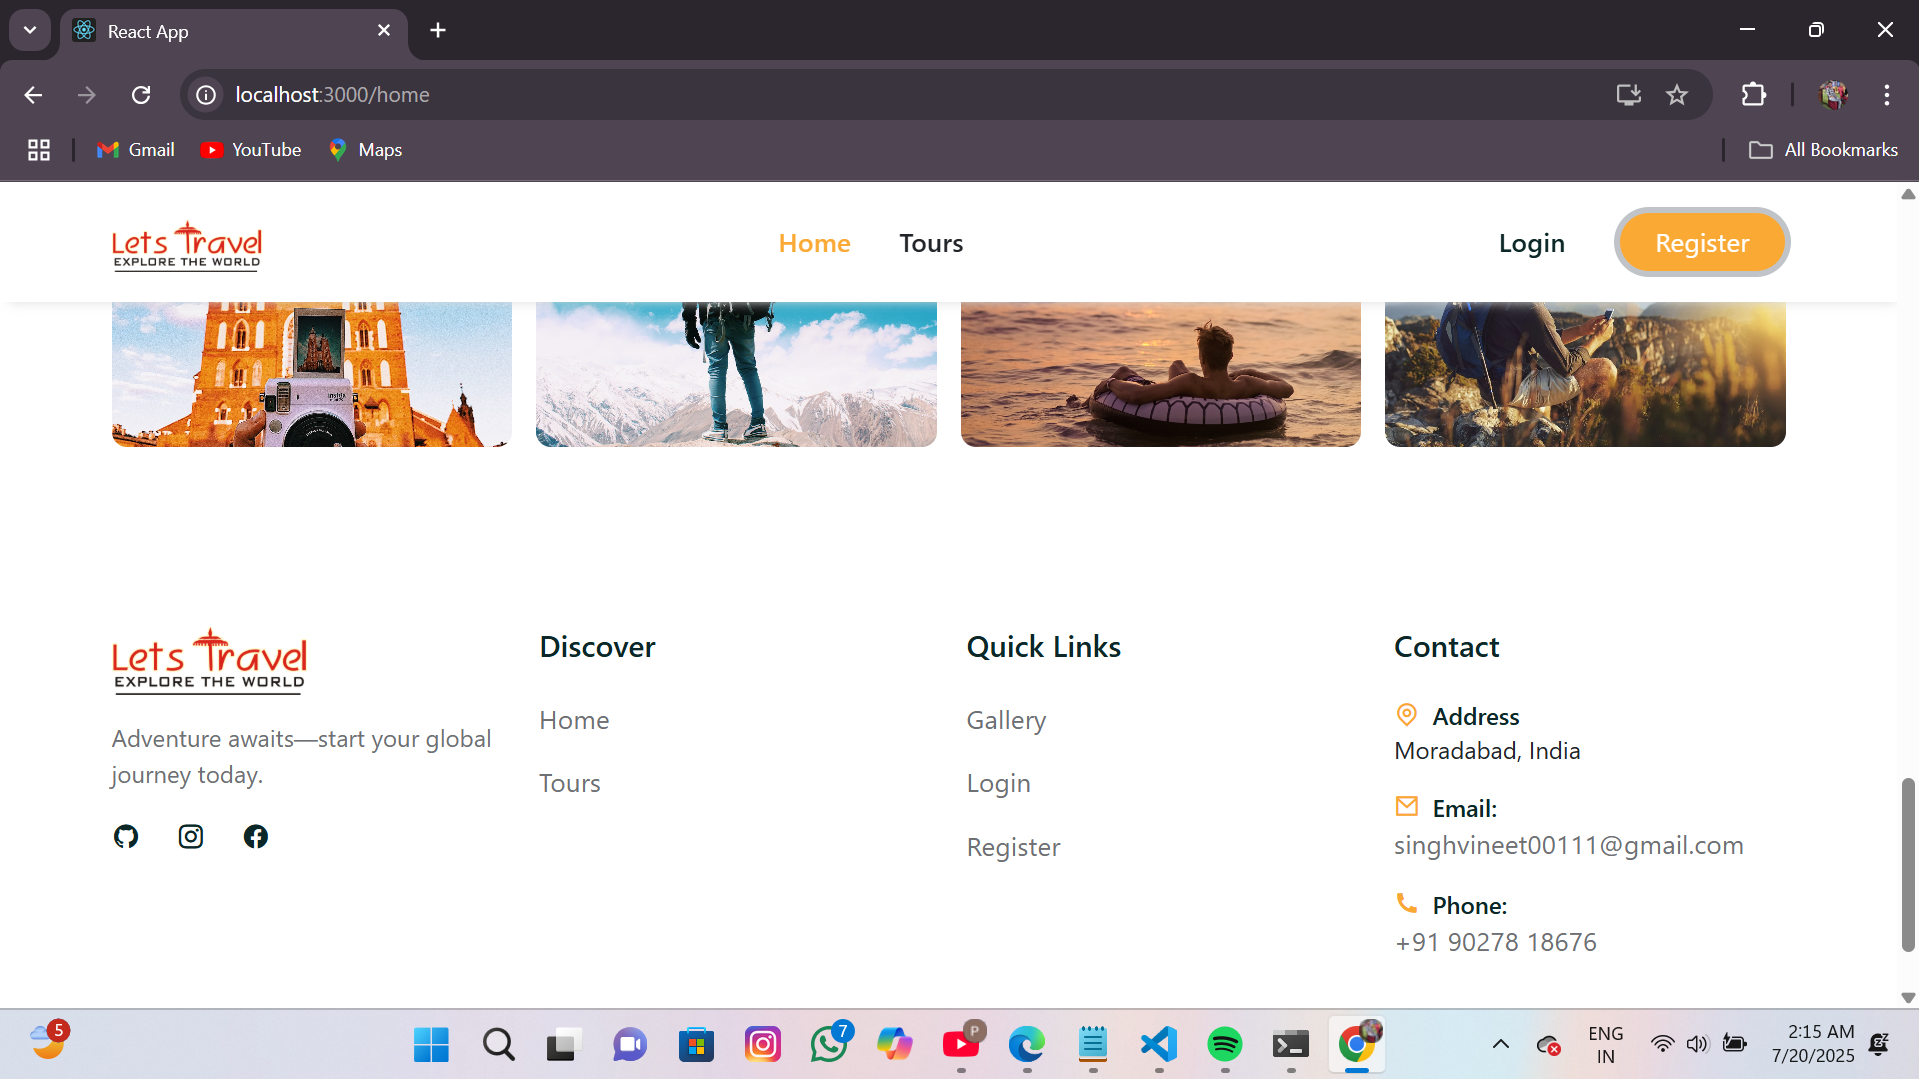 React App
localhost:3000/home
Gmail
YouTube
Maps
All Bookmarks
Lets Travel
EXPLORE THE WORLD
Home
Tours
Login
Register
Lets Travel
EXPLORE THE WORLD
Adventure awaits—start your global
journey today.
Discover
Home
Tours
Quick Links
Gallery
Login
Register
Contact
Address
Moradabad, India
Email:
singhvineet00111@gmail.com
Phone:
+91 90278 18676
5
7
P
ENG
IN
2:15 AM
7/20/2025